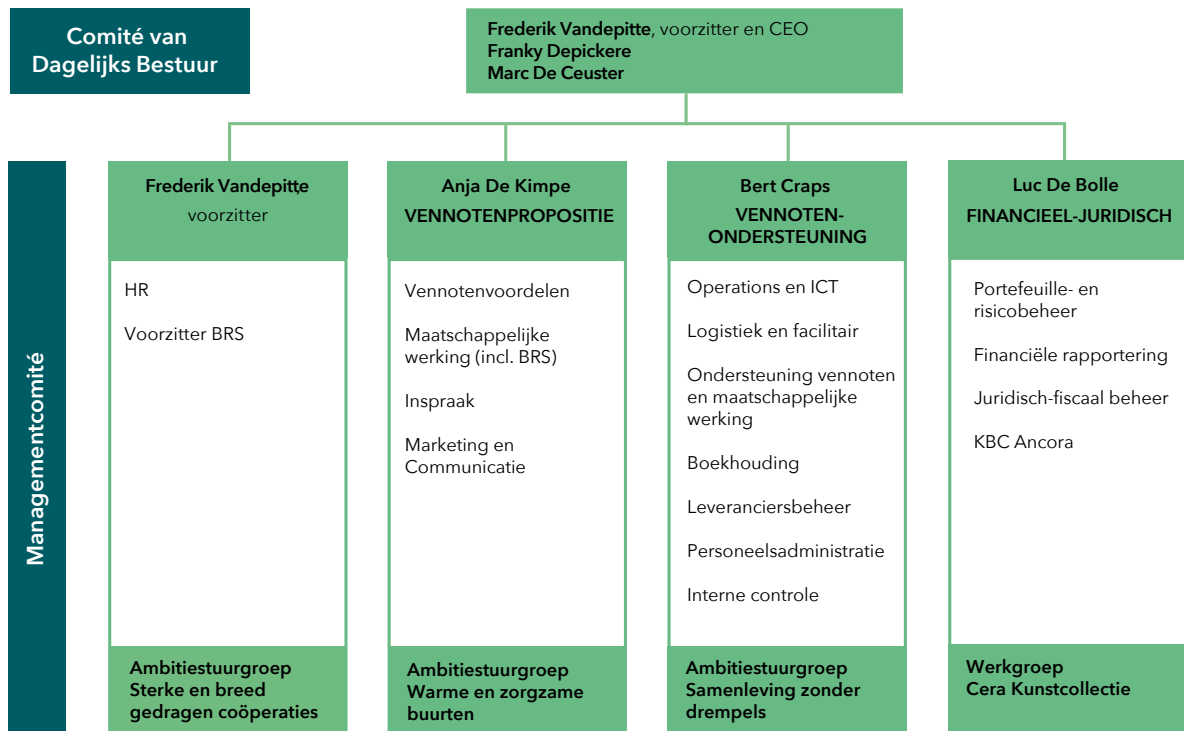 Comité van
Dagelijks Bestuur
Frederik Vandepitte, voorzitter en CEO
Franky Depickere
Marc De Ceuster
Managementcomité
Frederik Vandepitte,
voorzitter
HR
Voorzitter BRS
Ambitiestuurgroep
Sterke en breed
gedragen coöperaties
Anja De Kimpe
VENNOTENPROPOSITIE
Vennotenvoordelen
Maatschappelijke
werking (incl. BRS)
Inspraak
Marketing en
Communicatie
Ambitiestuurgroep
Warme en zorgzame
buurten
Bert Craps
VENNOTEN-
ONDERSTEUNING
Operations en ICT
Logistiek en facilitair
Ondersteuning vennoten
en maatschappelijke
werking
Boekhouding
Leveranciersbeheer
Personeelsadministratie
Interne controle
Ambitiestuurgroep
Samenleving zonder
drempels
Luc De Bolle
FINANCIEEL-JURIDISCH
Portefeuille- en
risicobeheer
Financiële rapportering
Juridisch-fiscaal beheer
KBC Ancora
Werkgroep
Cera Kunstcollectie